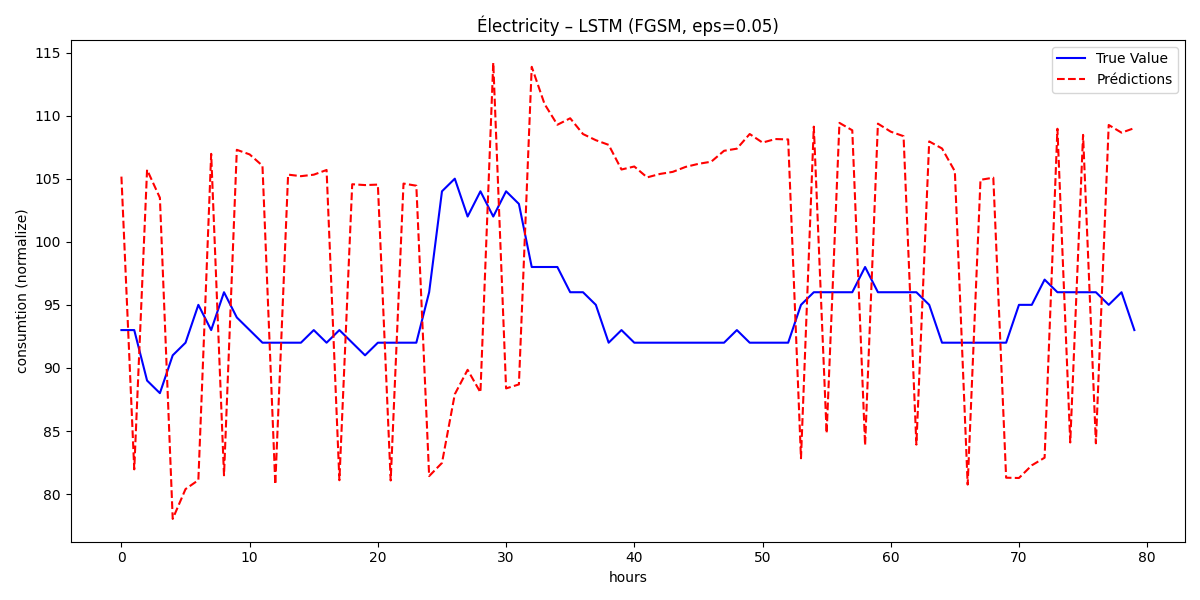 Électricity – LSTM (FGSM, eps=0.05)
True Value
Prédictions
115
110
105
100
95
90
85
80
consumtion (normalize)
0 10 20 30 40 50 60 70 80
hours